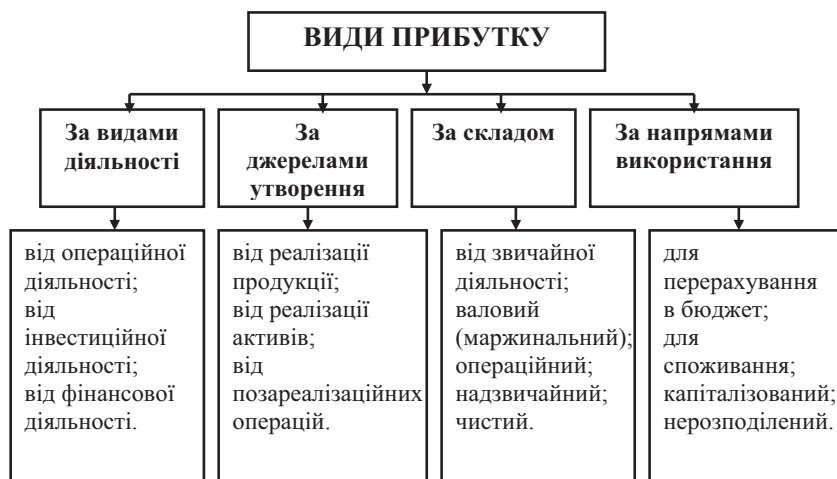 ВИДИ ПРИБУТКУ
За видами
діяльності
За
джерелами
утворення
За складом
За напрямами
використання
від операційної
діяльності;
від
інвестиційної
діяльності;
від фінансової
діяльності.
від реалізації
продукції;
від реалізації
активів;
від
позареалізаційних
операцій.
від звичайної
діяльності;
валовий
(маржинальний);
операційний;
надзвичайний;
чистий.
для
перерахування
в бюджет;
для
споживання;
капіталізований;
нерозподілений.